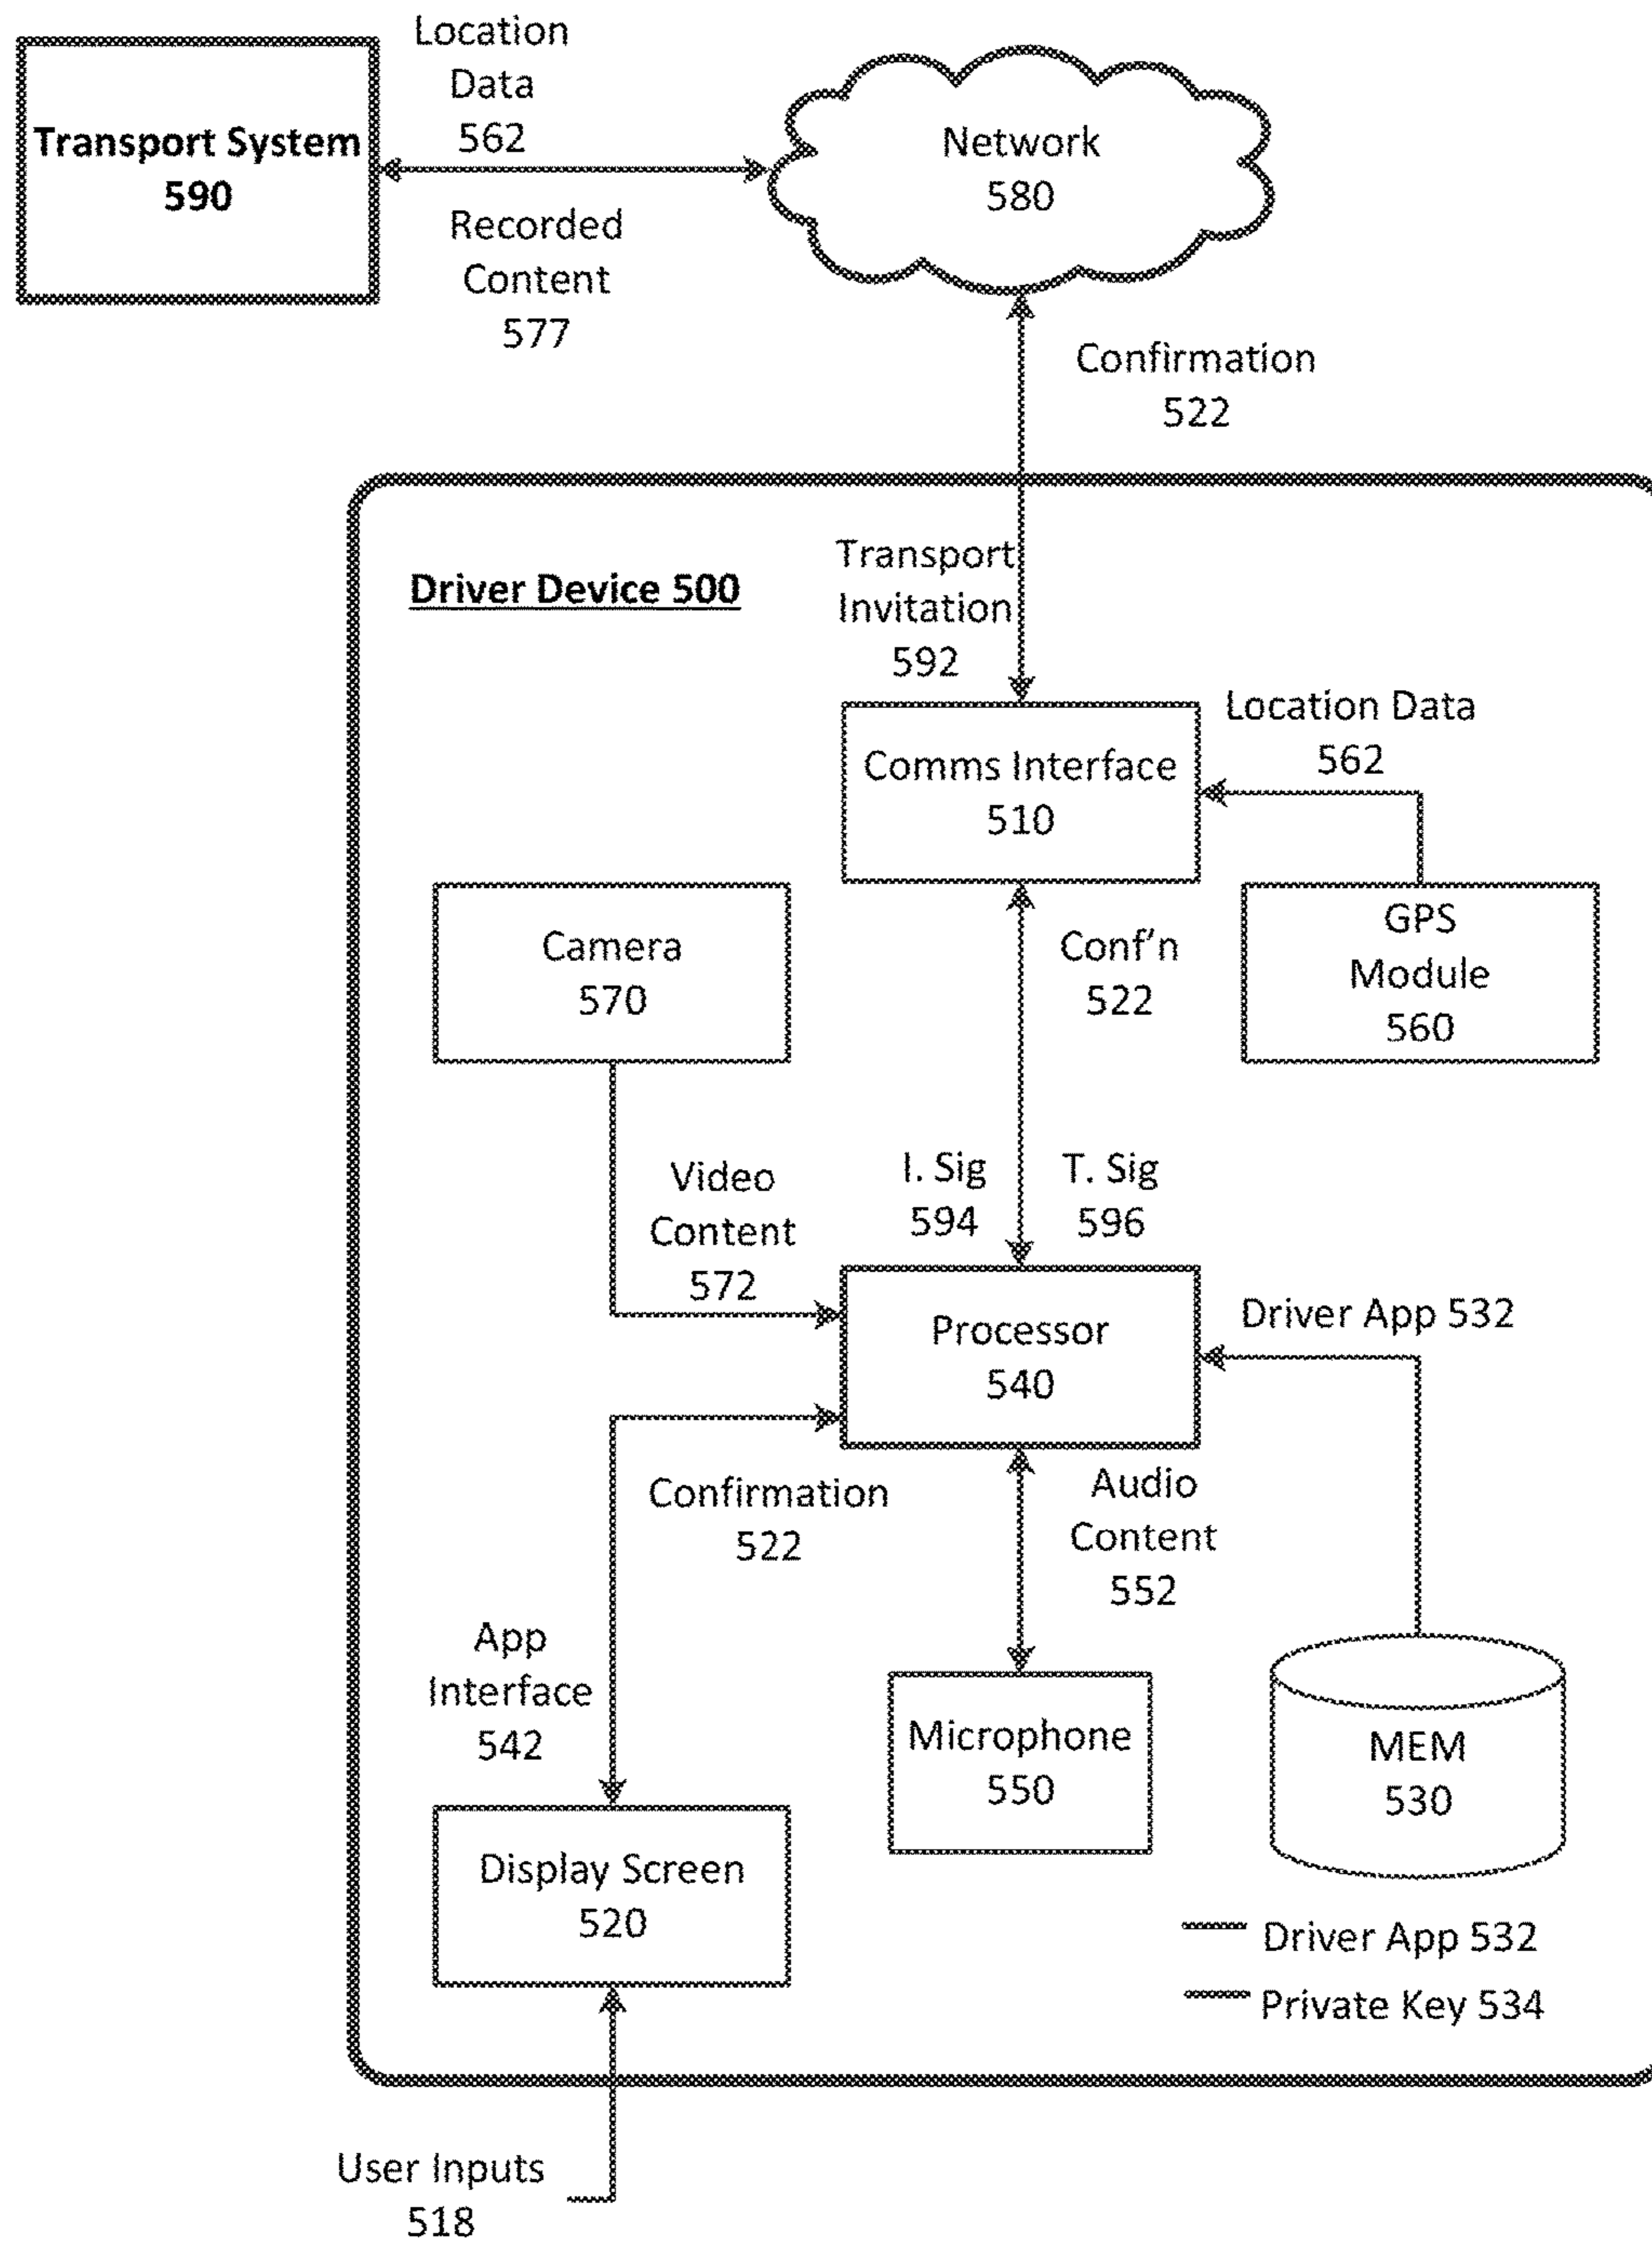 Transport System
590
Location
Data
562
Recorded
Content
577
Network
580
Confirmation
522
Driver Device 500
Transport
Invitation
592
Comms Interface
510
Location Data
562
GPS
Module
560
Camera
570
Conf'n
522
Video
Content
572
I. Sig
594
T. Sig
596
Processor
540
Driver App 532
Confirmation
522
Audio
Content
552
App
Interface
542
Microphone
550
MEM
530
Display Screen
520
Driver App 532
Private Key 534
User Inputs
518